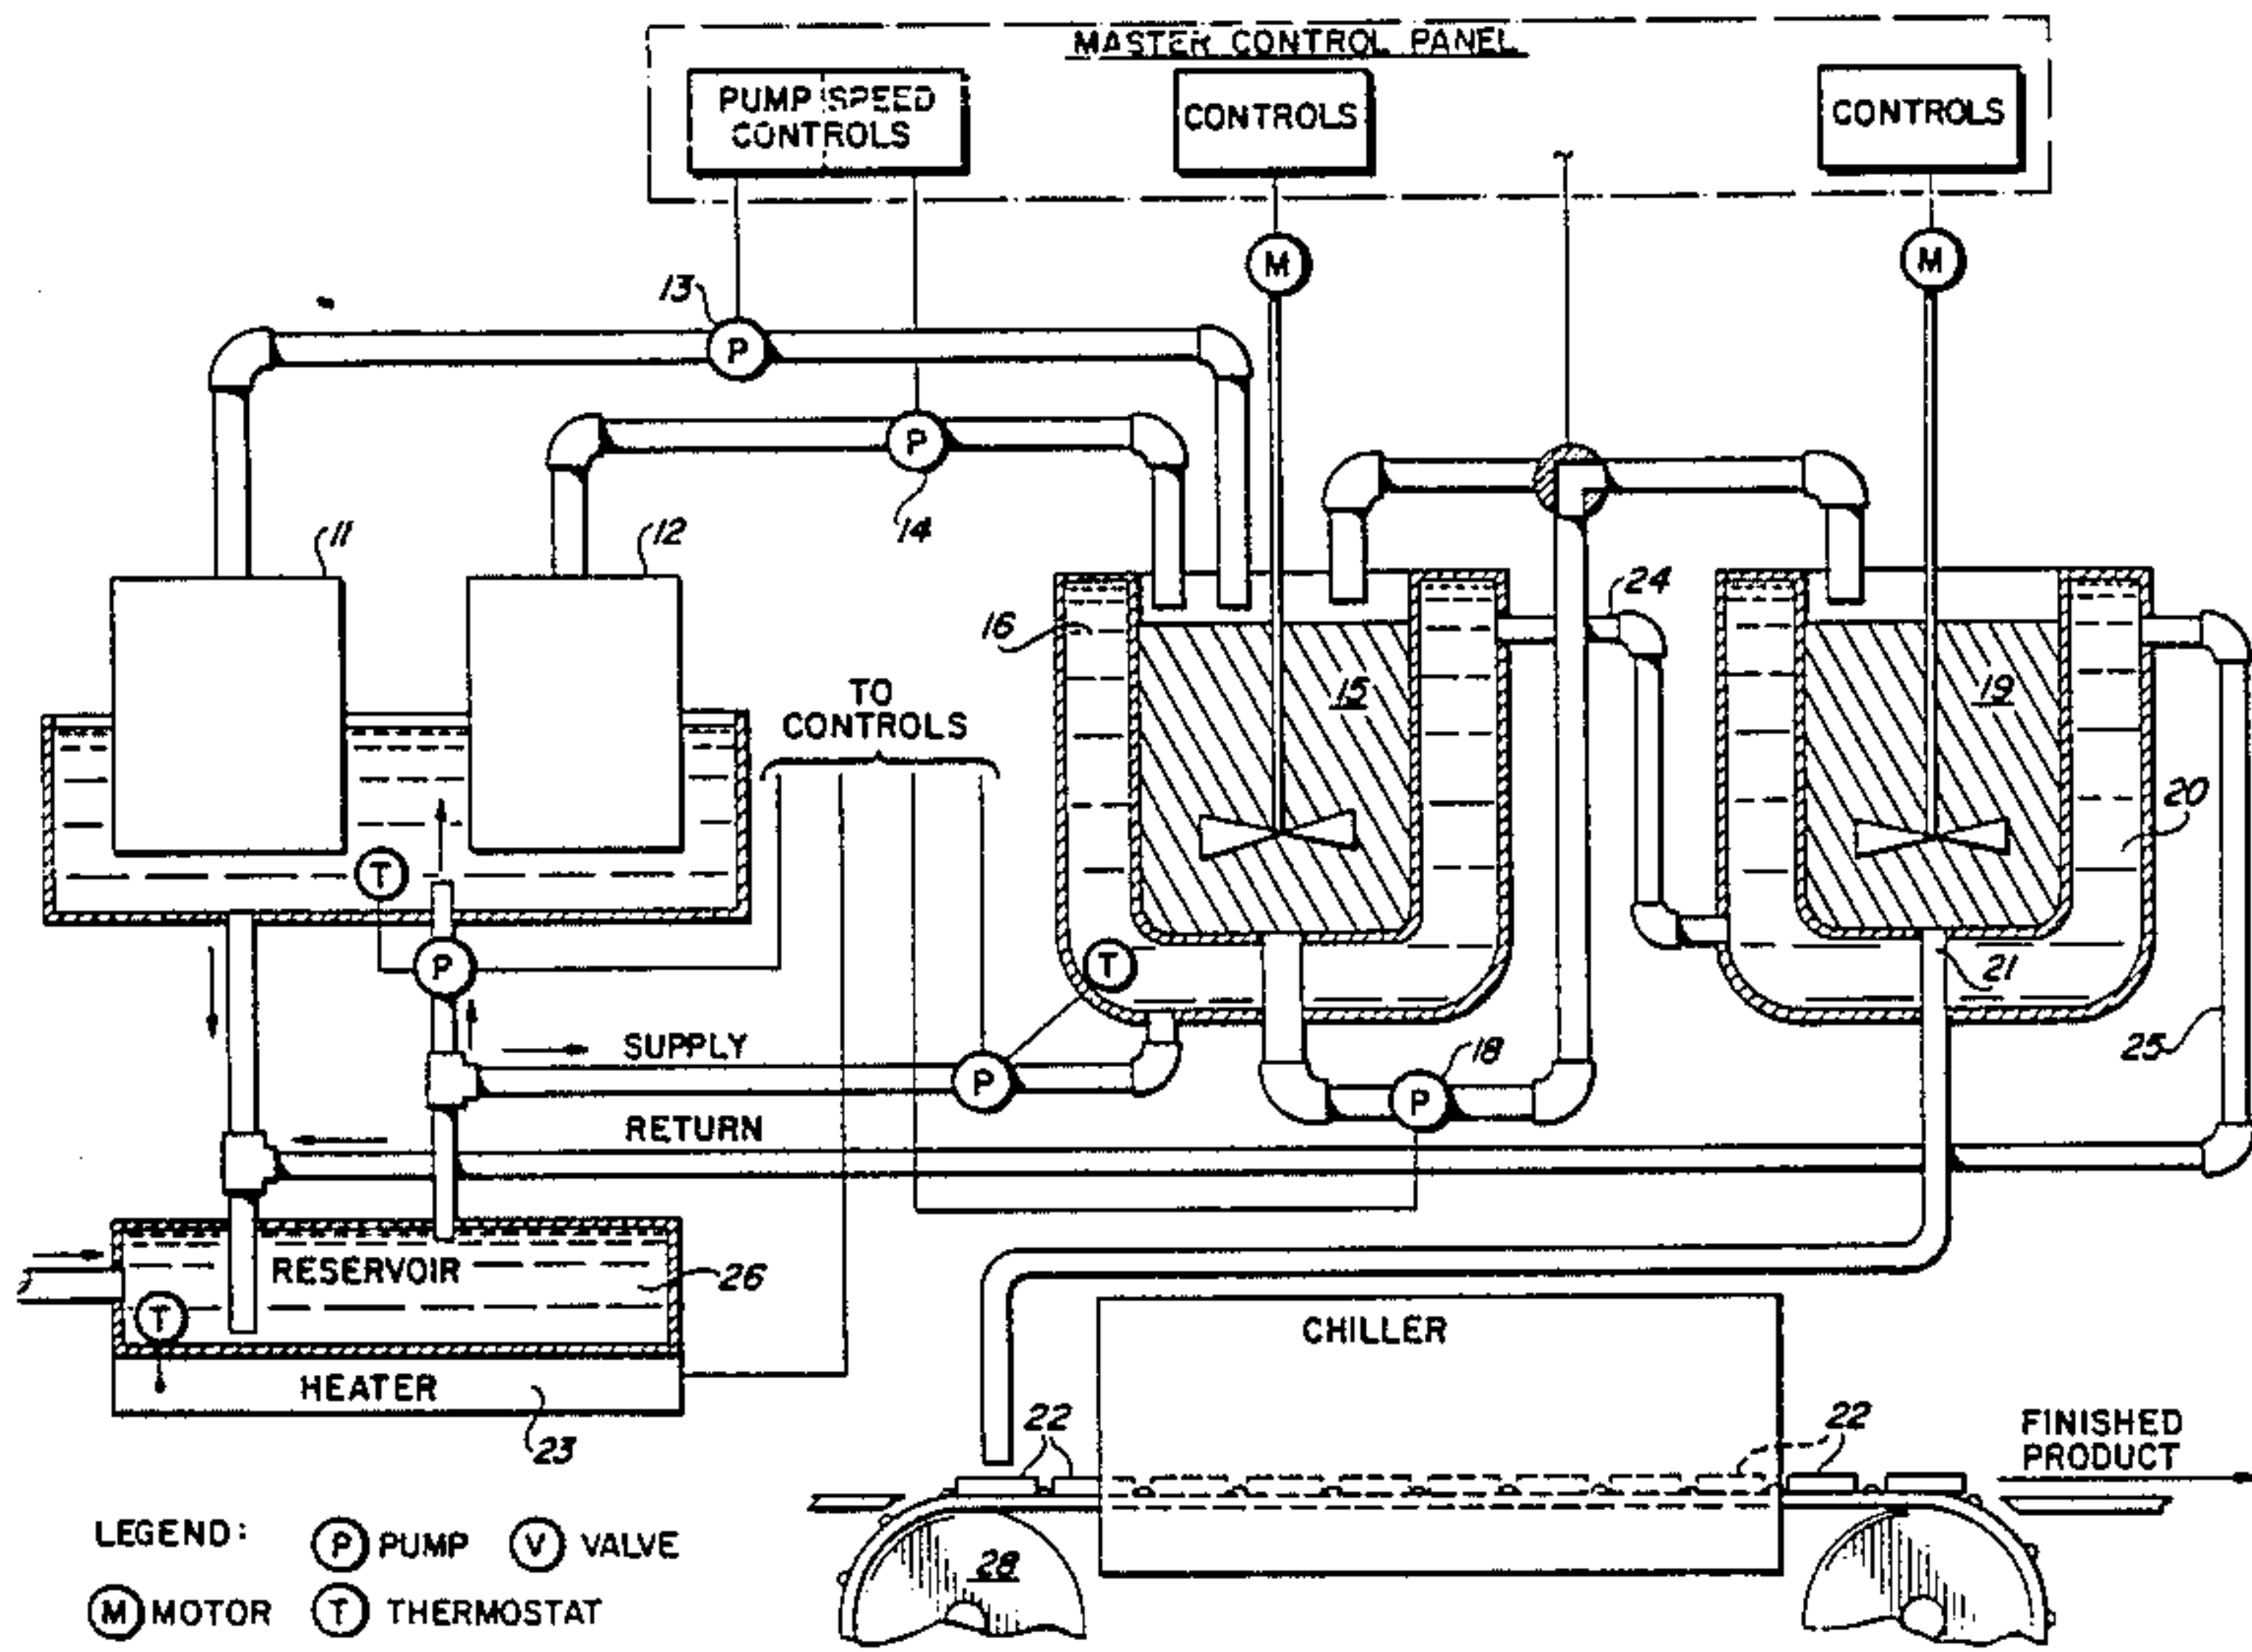 MASTER CONTROL PANEL
PUMP SPEED
CONTROLS
CONTROLS
CONTROLS
M
M
13
P
P
14
11
12
24
16
15
19
TO
CONTROLS
20
T
P
T
21
SUPPLY
P
18
P
25
RETURN
RESERVOIR
26
T
HEATER
23
CHILLER
22
22
FINISHED
PRODUCT
28
LEGEND:
P PUMP
V VALVE
M MOTOR
T THERMOSTAT